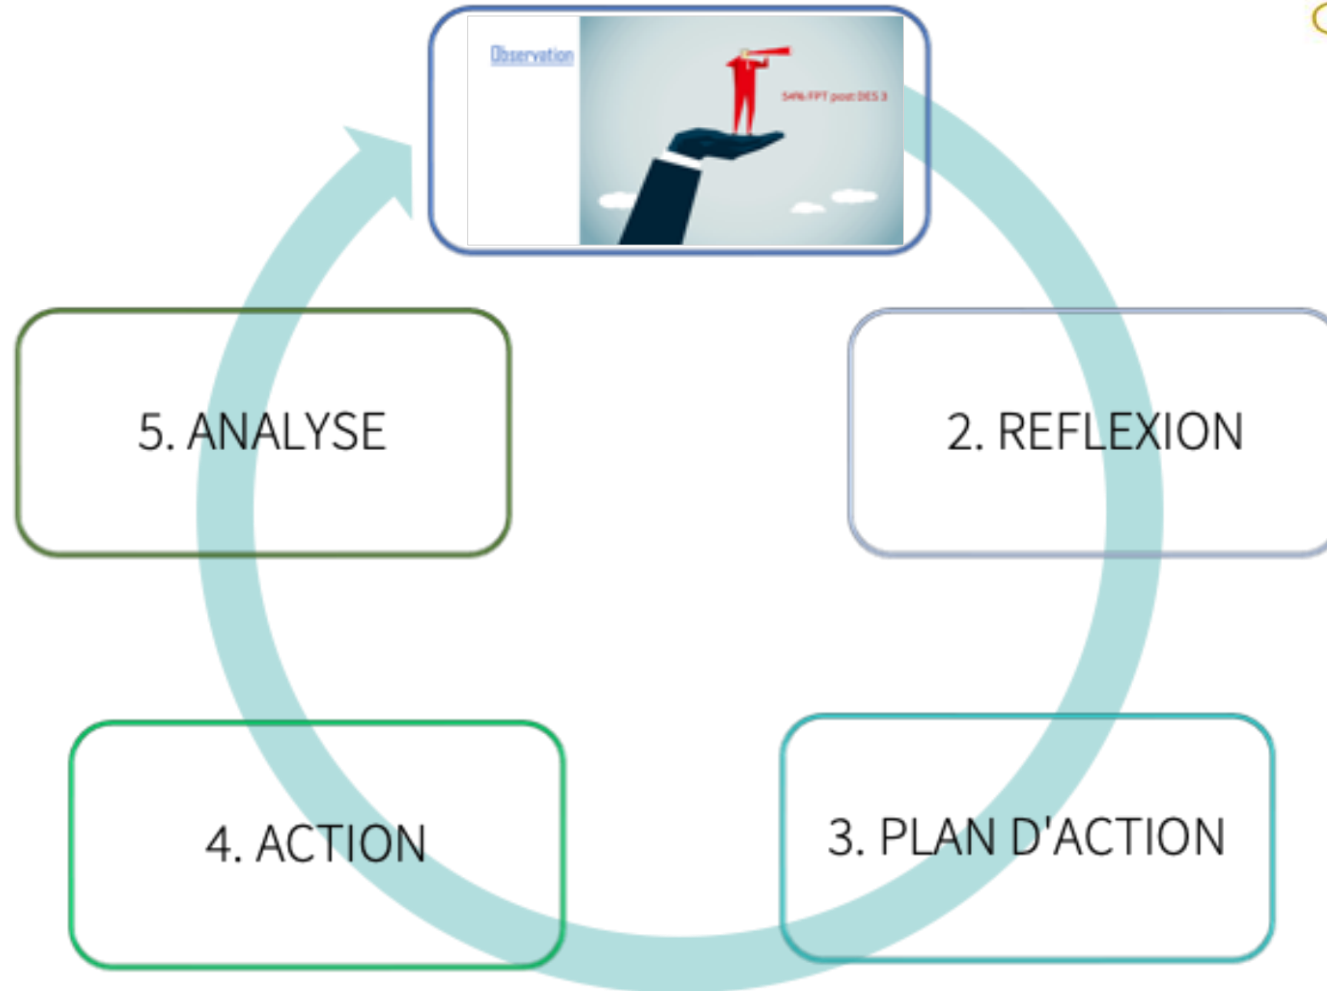 Observation
54% FPT post DES 3
2. REFLEXION
3. PLAN D'ACTION
4. ACTION
5. ANALYSE